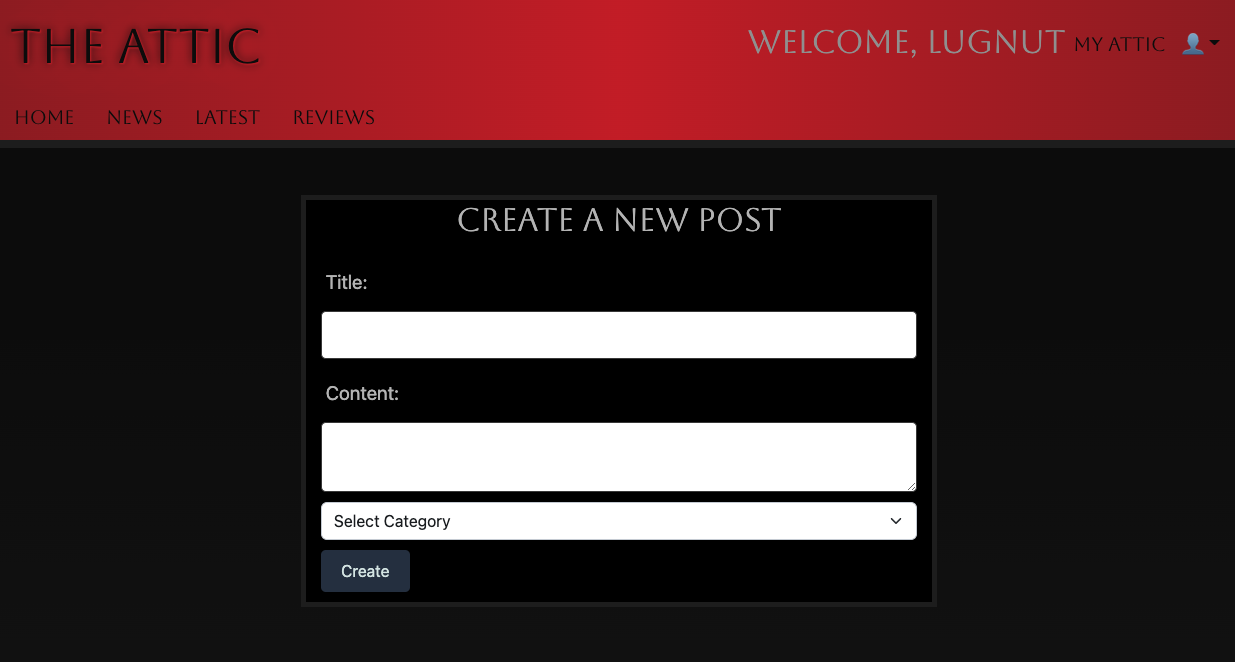 THE ATTIC
WELCOME, LUGNUT MY ATTIC
HOME NEWS LATEST REVIEWS
CREATE A NEW POST
Title:
Content:
Select Category
Create